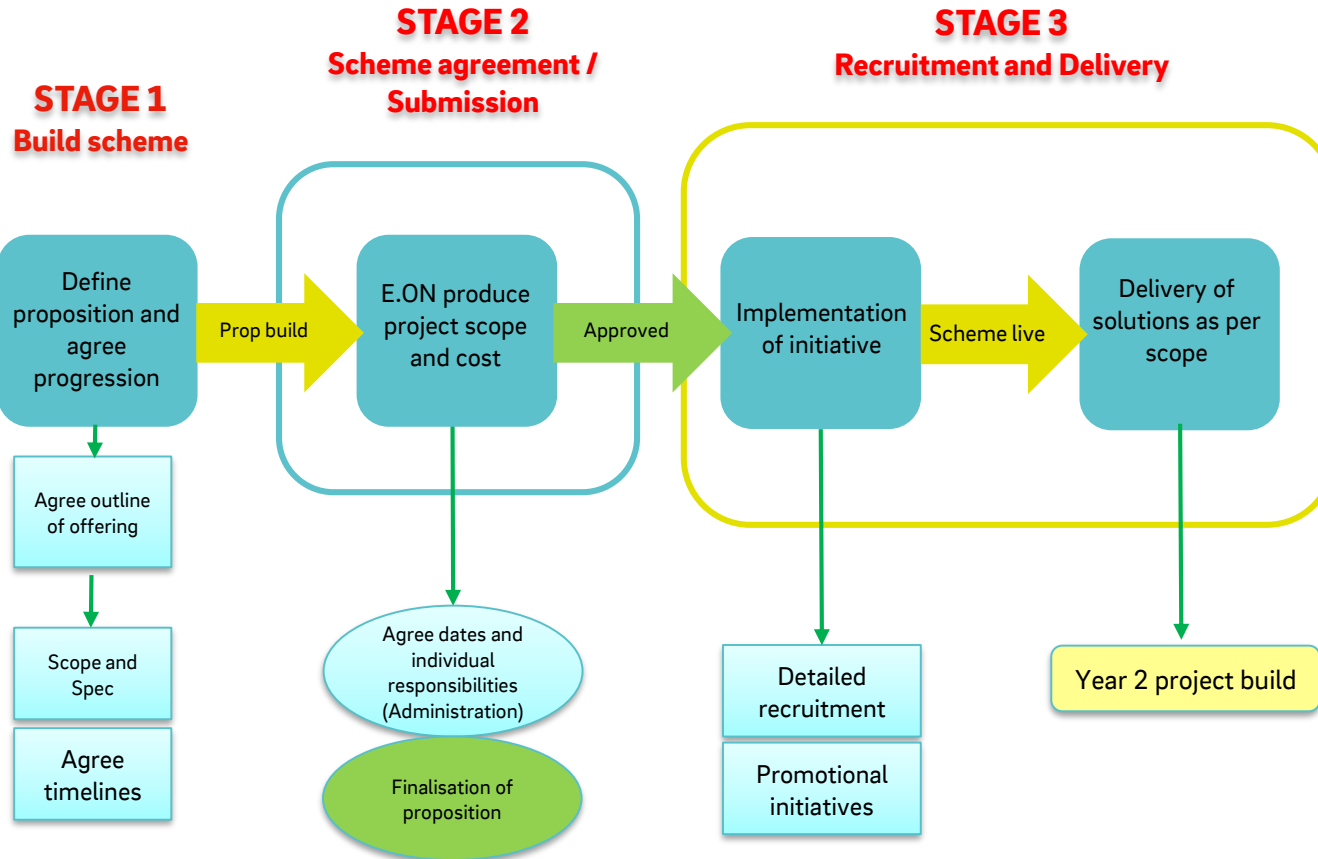 STAGE 1
Build scheme
STAGE 2
Scheme agreement /
Submission
STAGE 3
Recruitment and Delivery
Define
proposition and
agree
progression
Prop build
E.ON produce
project scope
and cost
Approved
Implementation
of initiative
Scheme live
Delivery of
solutions as per
scope
Agree outline
of offering
Scope and
Spec
Agree
timelines
Agree dates and
individual
responsibilities
(Administration)
Finalisation of
proposition
Detailed
recruitment
Promotional
initiatives
Year 2 project build